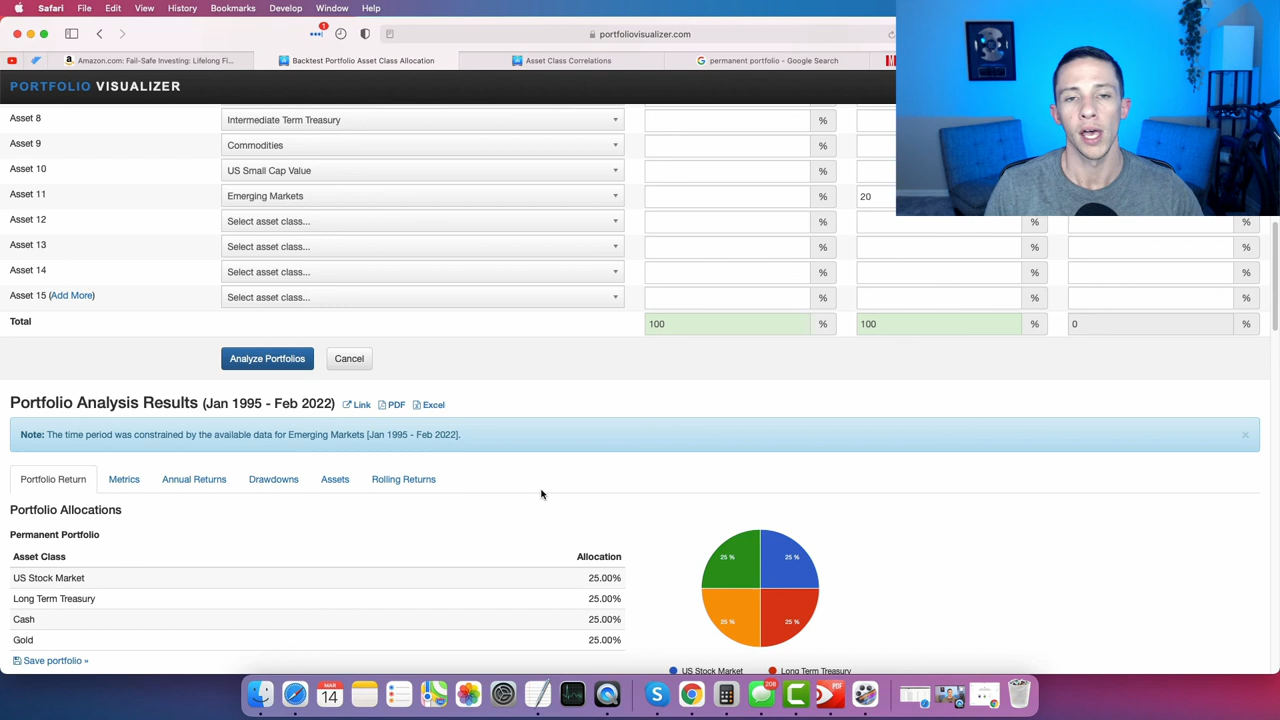 Safari File Edit View History Bookmarks Develop Window Help
1
portfoliovisualizer.com
Amazon.com: Fail-Safe Investing: Lifelong Fi...
Backtest Portfolio Asset Class Allocation
Asset Class Correlations
permanent portfolio - Google Search
PORTFOLIO VISUALIZER
Asset 8 Intermediate Term Treasury % 
Asset 9 Commodities %
Asset 10 US Small Cap Value %
Asset 11 Emerging Markets % 20
Asset 12 Select asset class... % % %
Asset 13 Select asset class... % % %
Asset 14 Select asset class... % % %
Asset 15 (Add More) Select asset class... % % %
Total 100 % 100 % 0 %
Analyze Portfolios Cancel
Portfolio Analysis Results (Jan 1995 - Feb 2022) Link PDF Excel
Note: The time period was constrained by the available data for Emerging Markets [Jan 1995 - Feb 2022]. ×
Portfolio Return Metrics Annual Returns Drawdowns Assets Rolling Returns
Portfolio Allocations
Permanent Portfolio
Asset Class Allocation
US Stock Market 25.00%
Long Term Treasury 25.00%
Cash 25.00%
Gold 25.00%
Save portfolio »
25 % 25 %
25 % 25 %
US Stock Market Long Term Treasury
MAR
14
208
PDF